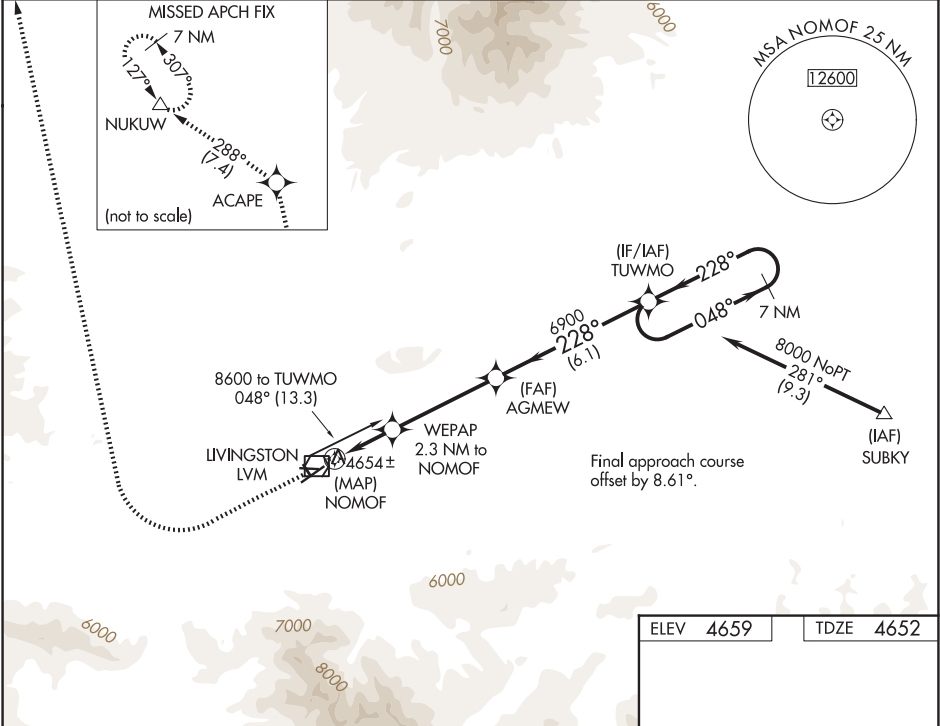 MISSED APCH FIX
7 NM
307°
127°
NUKUW
288°
(7.4)
ACAPE
(not to scale)
7000
6000
MSA NOMOF 25 NM
12600
(IF/IAF)
TUWMO
228°
048°
7 NM
6900
228°
(6.1)
8000 NoPT
281°
(9.3)
(IAF)
SUBKY
8600 to TUWMO
048° (13.3)
(FAF)
AGMEW
WEPAP
2.3 NM to
NOMOF
LIVINGSTON
LVM
4654±
(MAP)
NOMOF
Final approach course
offset by 8.61°.
6000
6000
7000
8000
ELEV 4659
TDZE 4652